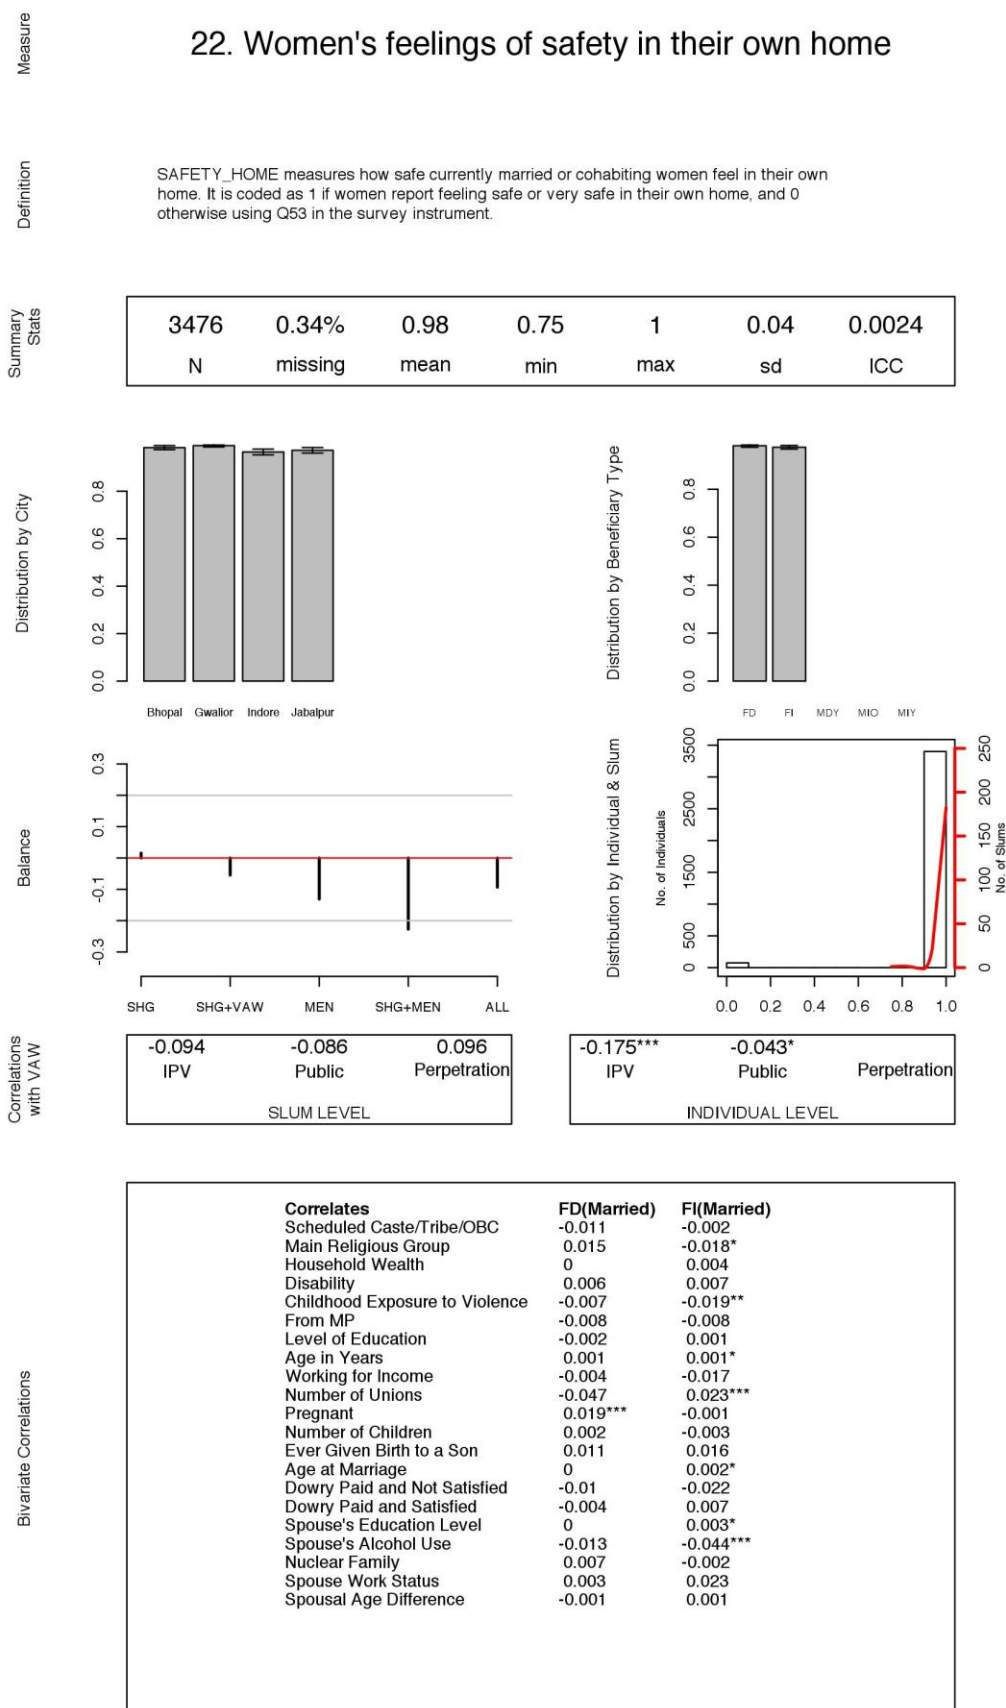 Measure
22. Women's feelings of safety in their own home
Definition
SAFETY_HOME measures how safe currently married or cohabiting women feel in their own
home. It is coded as 1 if women report feeling safe or very safe in their own home, and 0
otherwise using Q53 in the survey instrument.
Summary
Stats
3476 0.34% 0.98 0.75 1 0.04 0.0024
N missing mean min max sd ICC
Distribution by City
0.0 0.2 0.4 0.6 0.8
Bhopal Gwalior Indore Jabalpur
Distribution by Beneficiary Type
0.0 0.2 0.4 0.6 0.8
FD FI MDY MIO MIY
Balance
-0.3 -0.1 0.1 0.3
SHG SHG+VAW MEN SHG+MEN ALL
Distribution by Individual & Slum
No. of Individuals
0 500 1500 2500 3500
0.0 0.2 0.4 0.6 0.8 1.0
0 50 100 150 200 250
No. of Slums
Correlations
with VAW
-0.094 -0.086 0.096
IPV Public Perpetration
SLUM LEVEL
-0.175*** -0.043*
IPV Public Perpetration
INDIVIDUAL LEVEL
Bivariate Correlations
Correlates FD(Married) FI(Married)
Scheduled Caste/Tribe/OBC -0.011 -0.002
Main Religious Group 0.015 -0.018*
Household Wealth 0 0.004
Disability 0.006 0.007
Childhood Exposure to Violence -0.007 -0.019**
From MP -0.008 -0.008
Level of Education -0.002 0.001
Age in Years 0.001 0.001*
Working for Income -0.004 -0.017
Number of Unions -0.047 0.023***
Pregnant 0.019*** -0.001
Number of Children 0.002 -0.003
Ever Given Birth to a Son 0.011 0.016
Age at Marriage 0 0.002*
Dowry Paid and Not Satisfied -0.01 -0.022
Dowry Paid and Satisfied -0.004 0.007
Spouse's Education Level 0 0.003*
Spouse's Alcohol Use -0.013 -0.044***
Nuclear Family 0.007 -0.002
Spouse Work Status 0.003 0.023
Spousal Age Difference -0.001 0.001